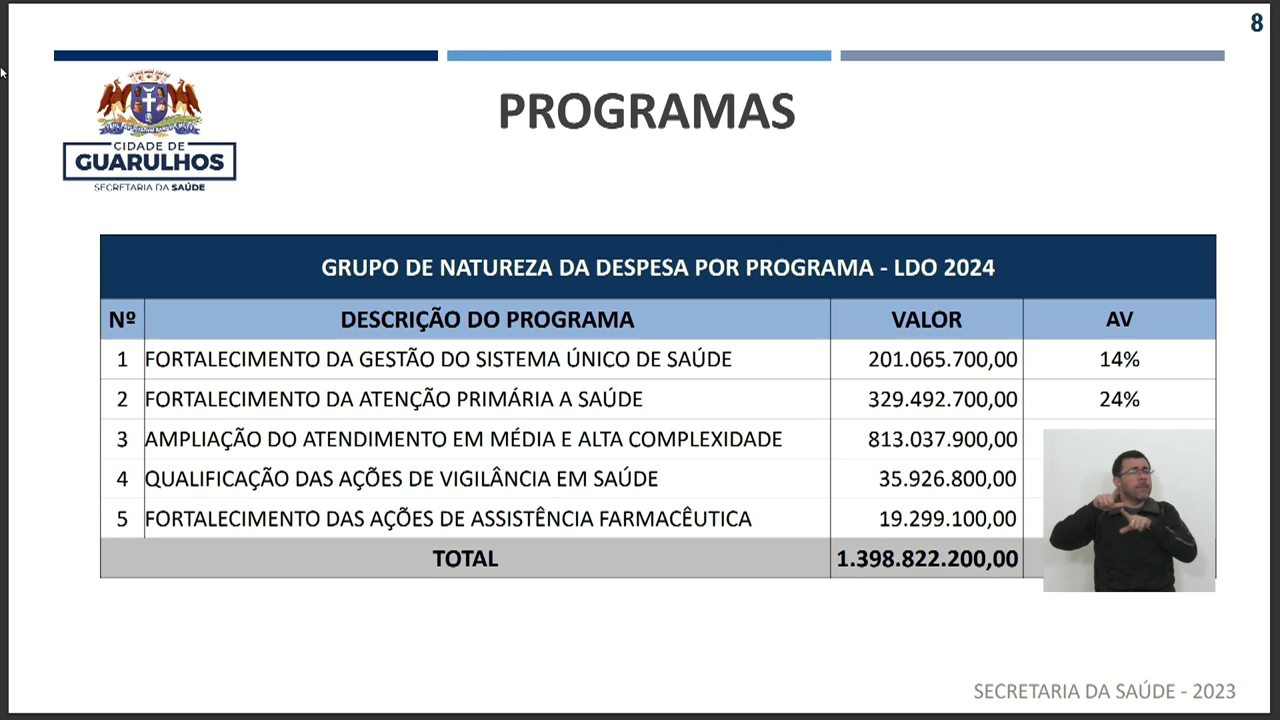 8
PROGRAMAS
CIDADE DE
GUARULHOS
SECRETARIA DA SAÚDE
GRUPO DE NATUREZA DA DESPESA POR PROGRAMA - LDO 2024
Nº DESCRIÇÃO DO PROGRAMA VALOR AV
1 FORTALECIMENTO DA GESTÃO DO SISTEMA ÚNICO DE SAÚDE 201.065.700,00 14%
2 FORTALECIMENTO DA ATENÇÃO PRIMÁRIA A SAÚDE 329.492.700,00 24%
3 AMPLIAÇÃO DO ATENDIMENTO EM MÉDIA E ALTA COMPLEXIDADE 813.037.900,00
4 QUALIFICAÇÃO DAS AÇÕES DE VIGILÂNCIA EM SAÚDE 35.926.800,00
5 FORTALECIMENTO DAS AÇÕES DE ASSISTÊNCIA FARMACÊUTICA 19.299.100,00
TOTAL 1.398.822.200,00
SECRETARIA DA SAÚDE - 2023